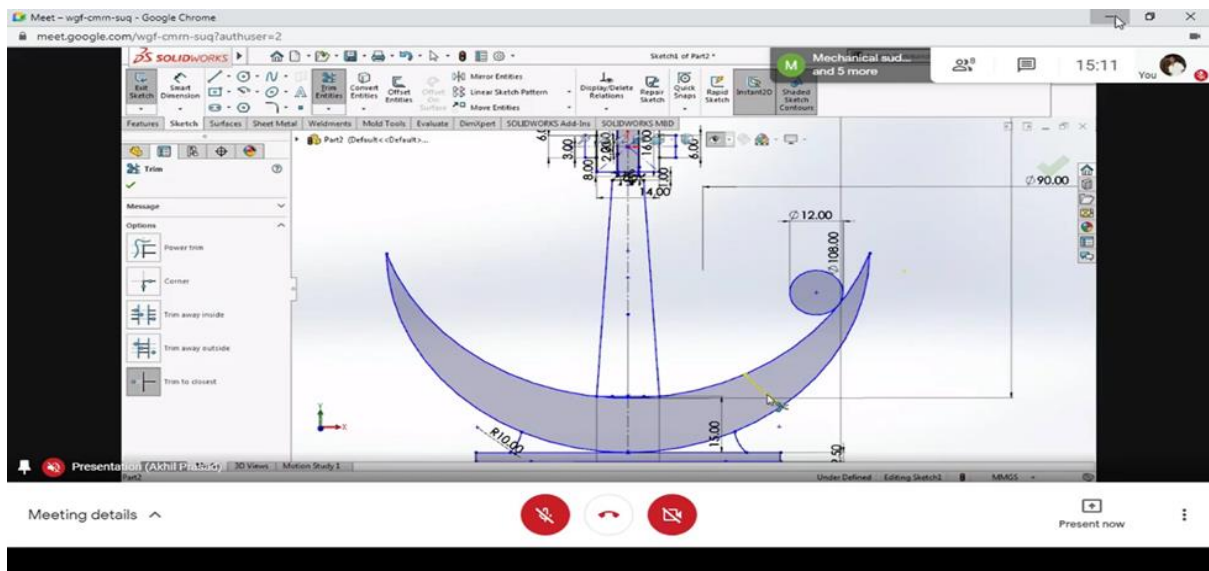 Meet – wgf-cmrn-suq - Google Chrome
meet.google.com/wgf-cmrn-suq?authuser=2
SOLIDWORKS
Sketch1 of Part2 *
M
Mechanical sud...
and 5 more
15:11
You
Exit Sketch
Smart Dimension
Trim Entities
Convert Entities
Offset Entities
Offset On Surface
Mirror Entities
Linear Sketch Pattern
Move Entities
Display/Delete Relations
Repair Sketch
Quick Snaps
Rapid Sketch
Instant2D
Shaded Sketch Contours
Features Sketch Surfaces Sheet Metal Weldments Mold Tools Evaluate DimXpert SOLIDWORKS Add-Ins SOLIDWORKS MBD
Part2 (Default<<Default>...
Trim
Message
Options
Power trim
Corner
Trim away inside
Trim away outside
Trim to closest
3.00
8.00
16.00
6.00
14.00
Ø90.00
Ø12.00
Ø108.00
R10.00
15.00
Y
X
Presentation (Akhil Prasad)
3D Views Motion Study 1
Part2
Under Defined Editing Sketch1 MMGS
Meeting details
Present now